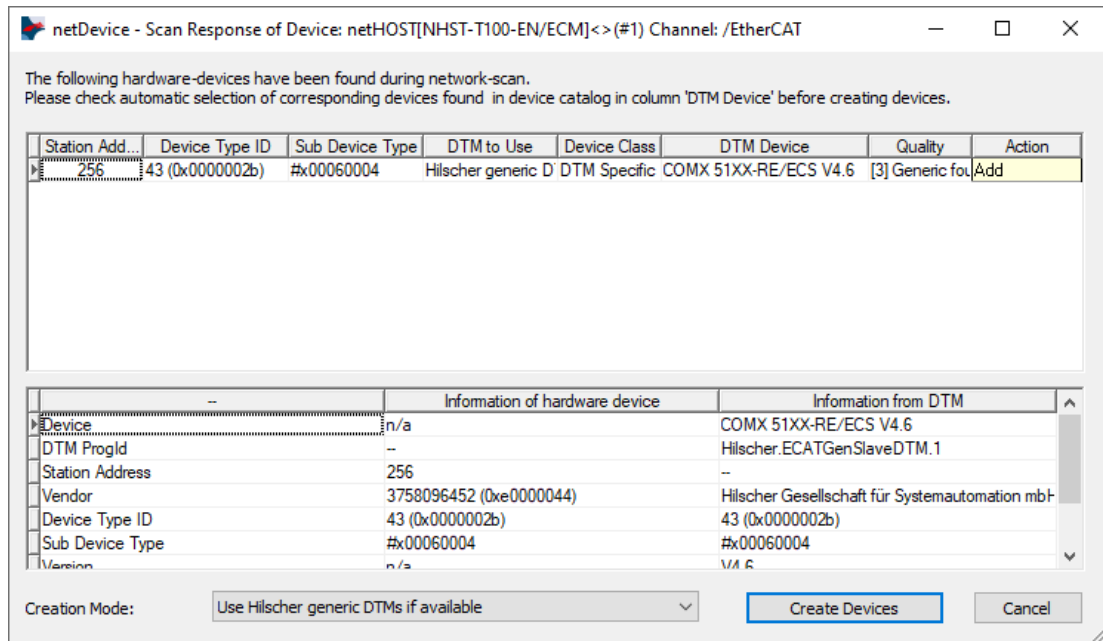 netDevice - Scan Response of Device: netHOST[NHST-T100-EN/ECM]<>(#1) Channel: /EtherCAT
The following hardware-devices have been found during network-scan.
Please check automatic selection of corresponding devices found in device catalog in column 'DTM Device' before creating devices.
Station Add... Device Type ID Sub Device Type DTM to Use Device Class DTM Device Quality Action
256 43 (0x0000002b) #x00060004 Hilscher generic D DTM Specific COMX 51XX-RE/ECS V4.6 [3] Generic fou Add
-- Information of hardware device Information from DTM
Device n/a COMX 51XX-RE/ECS V4.6
DTM ProgId -- Hilscher.ECATGenSlaveDTM.1
Station Address 256 --
Vendor 3758096452 (0xe0000044) Hilscher Gesellschaft für Systemautomation mbH
Device Type ID 43 (0x0000002b) 43 (0x0000002b)
Sub Device Type #x00060004 #x00060004
Version n/a V4.6
Creation Mode: Use Hilscher generic DTMs if available Create Devices Cancel